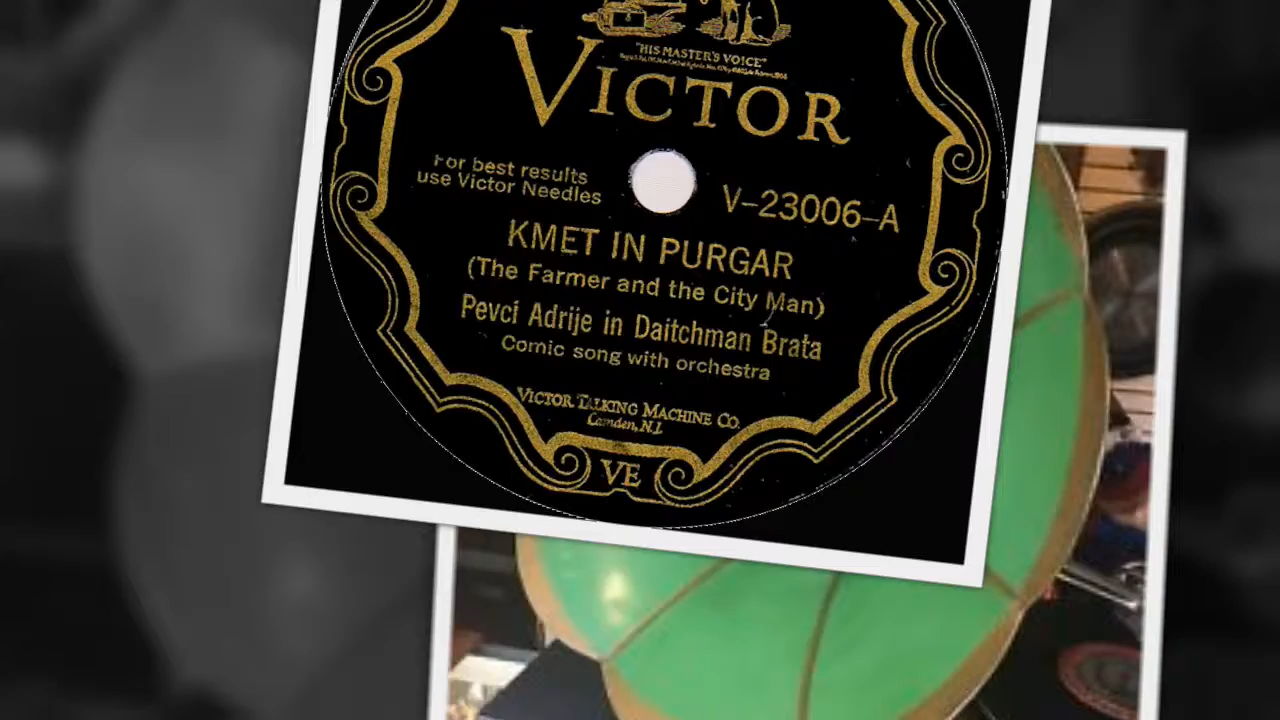 "HIS MASTER'S VOICE"
VICTOR
For best results
use Victor Needles
V-23006-A
KMET IN PURGAR
(The Farmer and the City Man)
Pevci Adrije in Daitchman Brata
Comic song with orchestra
VICTOR TALKING MACHINE CO.
Camden, N.J.
VE